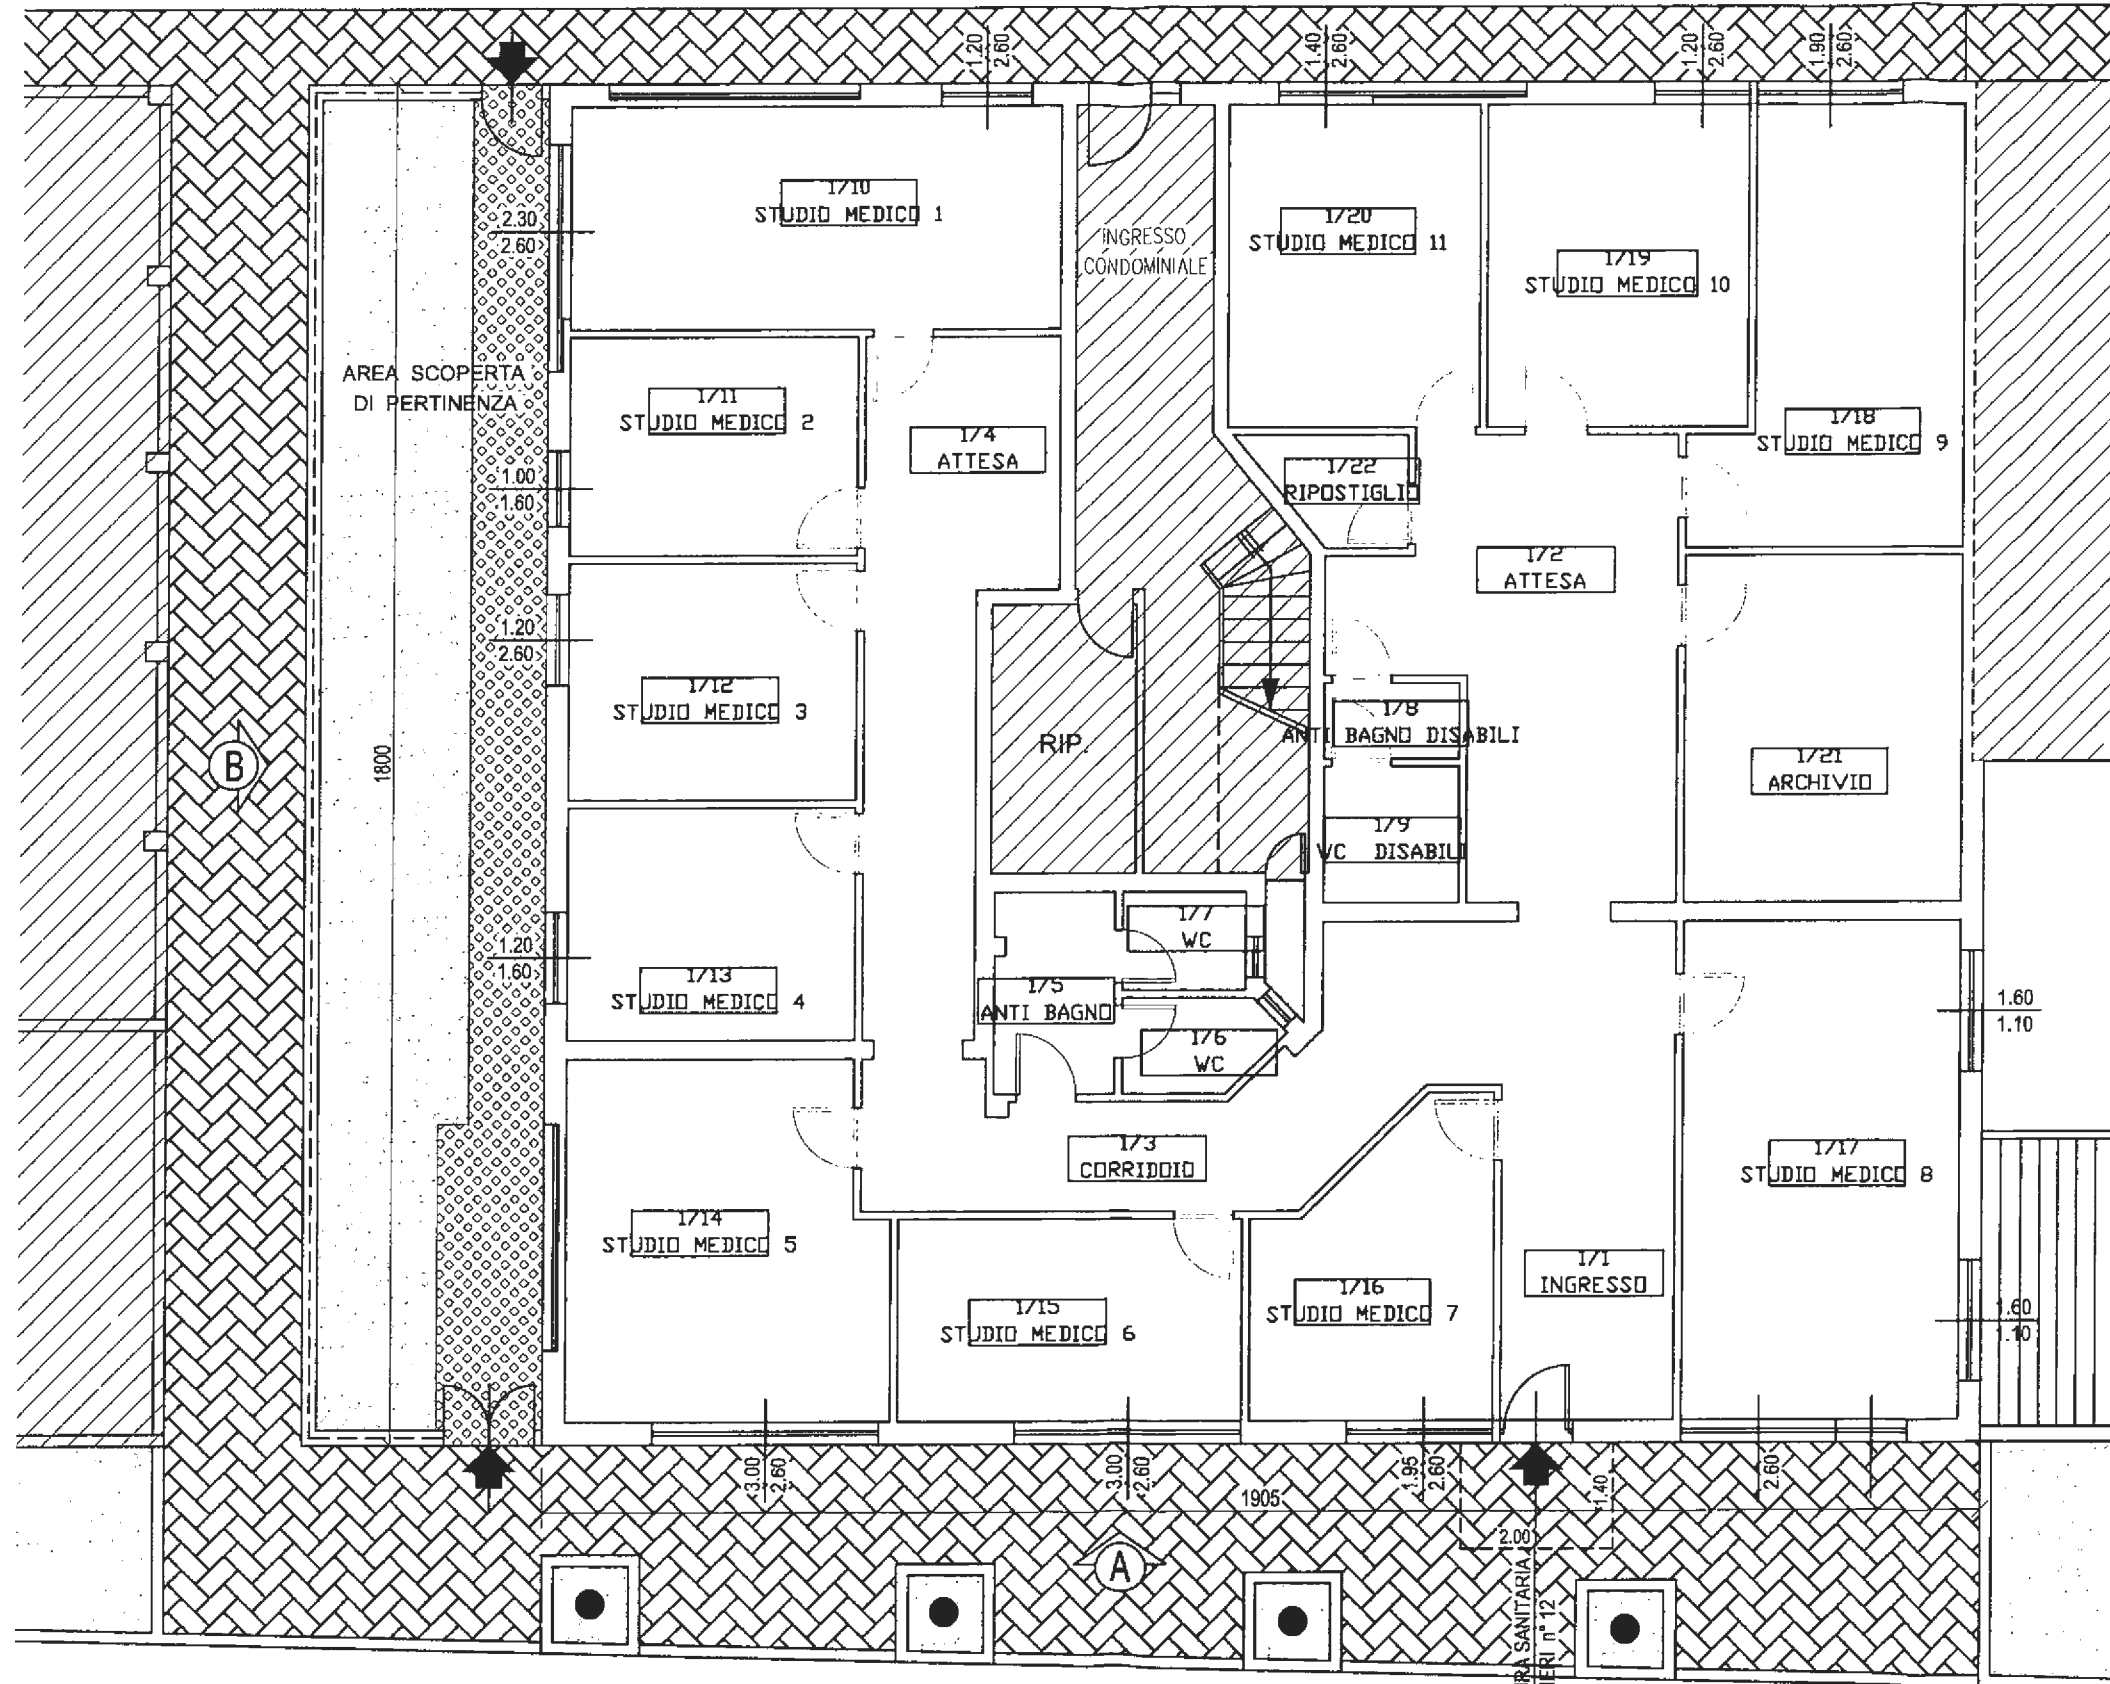 1.20
2.60
1.40
2.60
1.20
2.60
1.90
2.60
1/10
STUDIO MEDICO 1
2.30
2.60
INGRESSO
CONDOMINIALE
1/20
STUDIO MEDICO 11
1/19
STUDIO MEDICO 10
AREA SCOPERTA
DI PERTINENZA
1/11
STUDIO MEDICO 2
1/4
ATTESA
1/18
STUDIO MEDICO 9
1/22
RIPOSTIGLIO
1.00
1.60
1/2
ATTESA
1.20
2.60
1/12
STUDIO MEDICO 3
1/8
ANTI BAGNO DISABILI
RIP.
B
1800
1/21
ARCHIVIO
1/9
WC DISABILI
1/7
WC
1.20
1.60
1/13
STUDIO MEDICO 4
1/5
ANTI BAGNO
1.60
1.10
1/6
WC
1/3
CORRIDOIO
1/17
STUDIO MEDICO 8
1/14
STUDIO MEDICO 5
1/1
INGRESSO
1/16
STUDIO MEDICO 7
1/15
STUDIO MEDICO 6
1.60
1.10
3.00
2.60
3.00
2.60
1.95
2.60
1.40
2.60
1905
2.00
A
RA SANITARIA
IERI n° 12